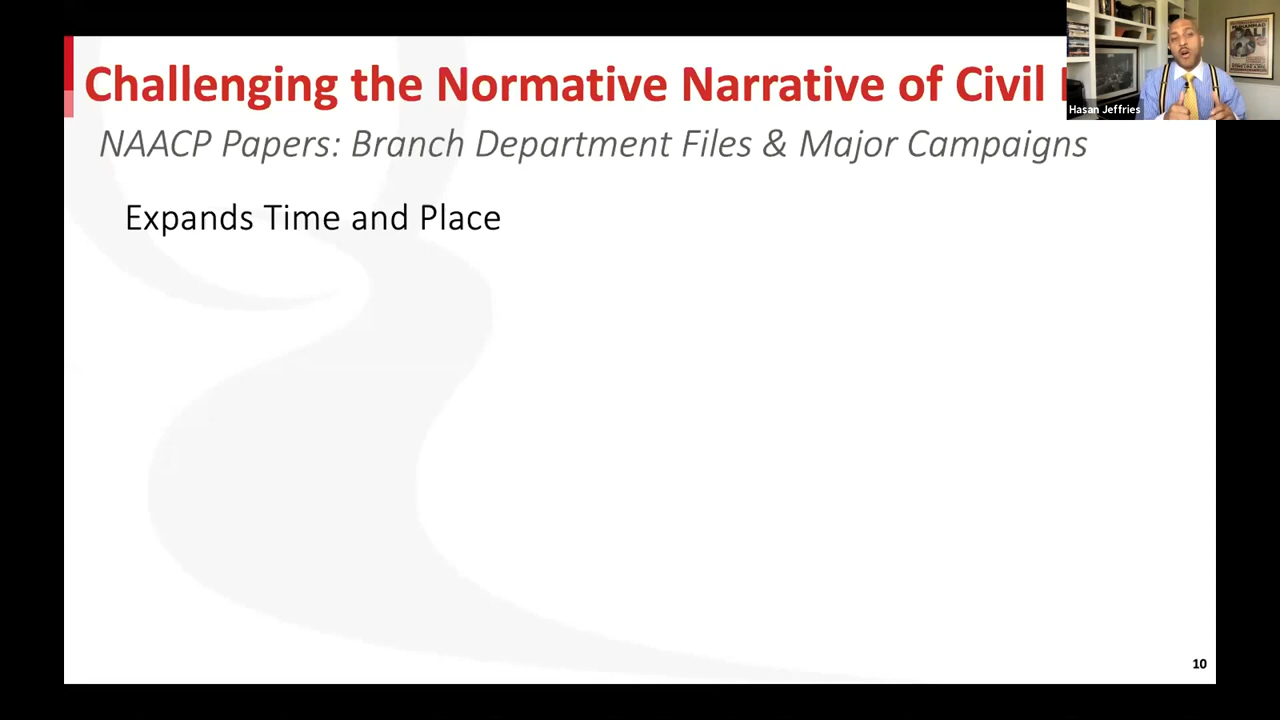 Challenging the Normative Narrative of Civil
NAACP Papers: Branch Department Files & Major Campaigns
Expands Time and Place
Hasan Jeffries
ALI
10